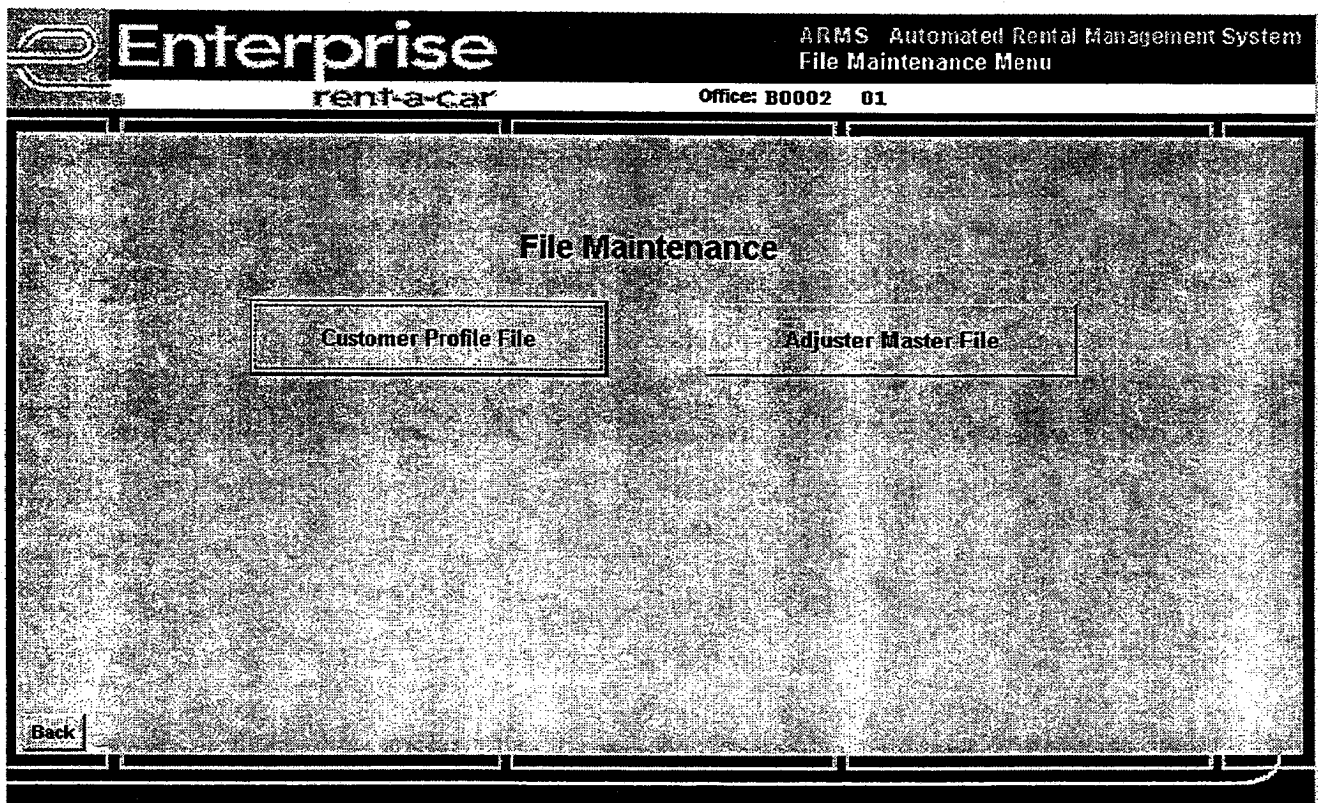 Enterprise
rent-a-car
ARMS Automated Rental Management System
File Maintenance Menu
Office: B0002 01
File Maintenance
Customer Profile File
Adjuster Master File
Back